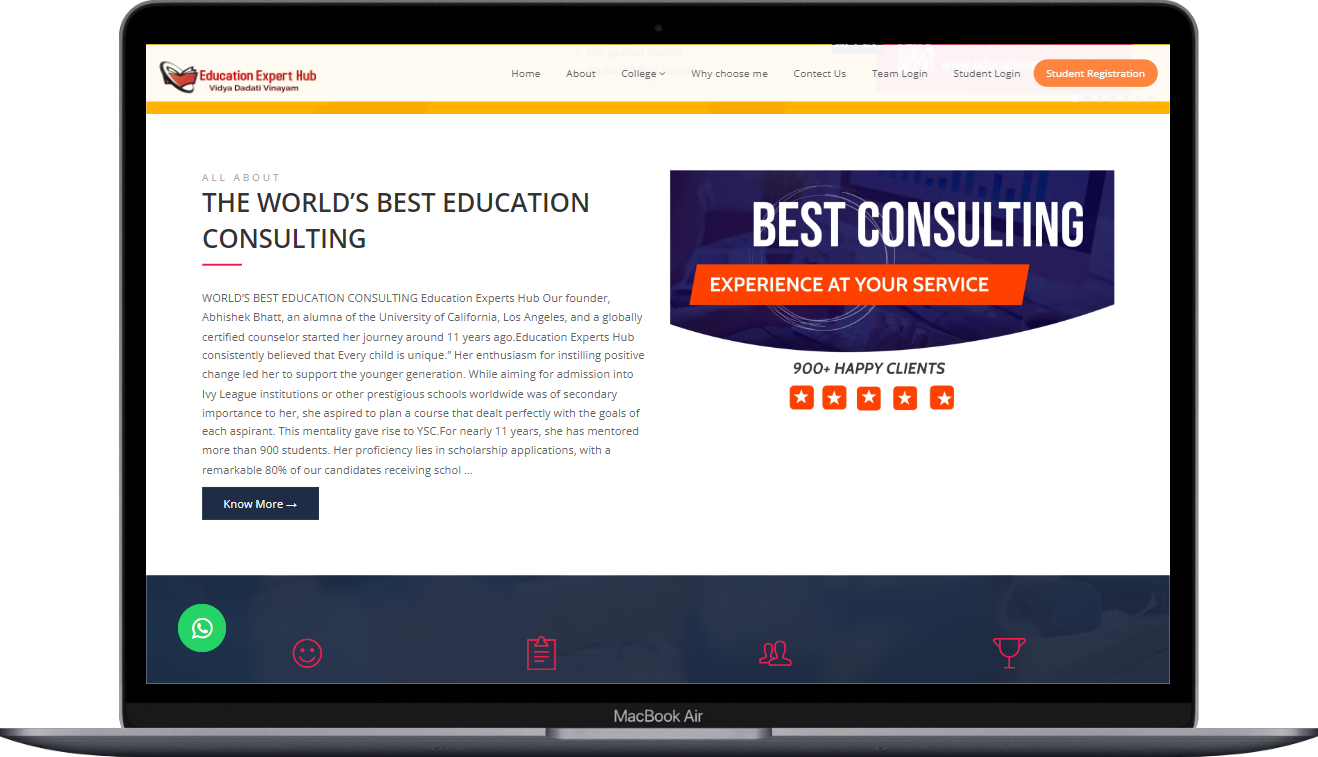 Education Expert Hub
Vidya Dadati Vinayam
Home
About
College
Why choose me
Contect Us
Team Login
Student Login
Student Registration
ALL ABOUT
THE WORLD'S BEST EDUCATION
CONSULTING
WORLD'S BEST EDUCATION CONSULTING Education Experts Hub Our founder,
Abhishek Bhatt, an alumna of the University of California, Los Angeles, and a globally
certified counselor started her journey around 11 years ago.Education Experts Hub
consistently believed that Every child is unique.” Her enthusiasm for instilling positive
change led her to support the younger generation. While aiming for admission into
Ivy League institutions or other prestigious schools worldwide was of secondary
importance to her, she aspired to plan a course that dealt perfectly with the goals of
each aspirant. This mentality gave rise to YSC.For nearly 11 years, she has mentored
more than 900 students. Her proficiency lies in scholarship applications, with a
remarkable 80% of our candidates receiving schol ...
Know More →
BEST CONSULTING
EXPERIENCE AT YOUR SERVICE
900+ HAPPY CLIENTS
MacBook Air